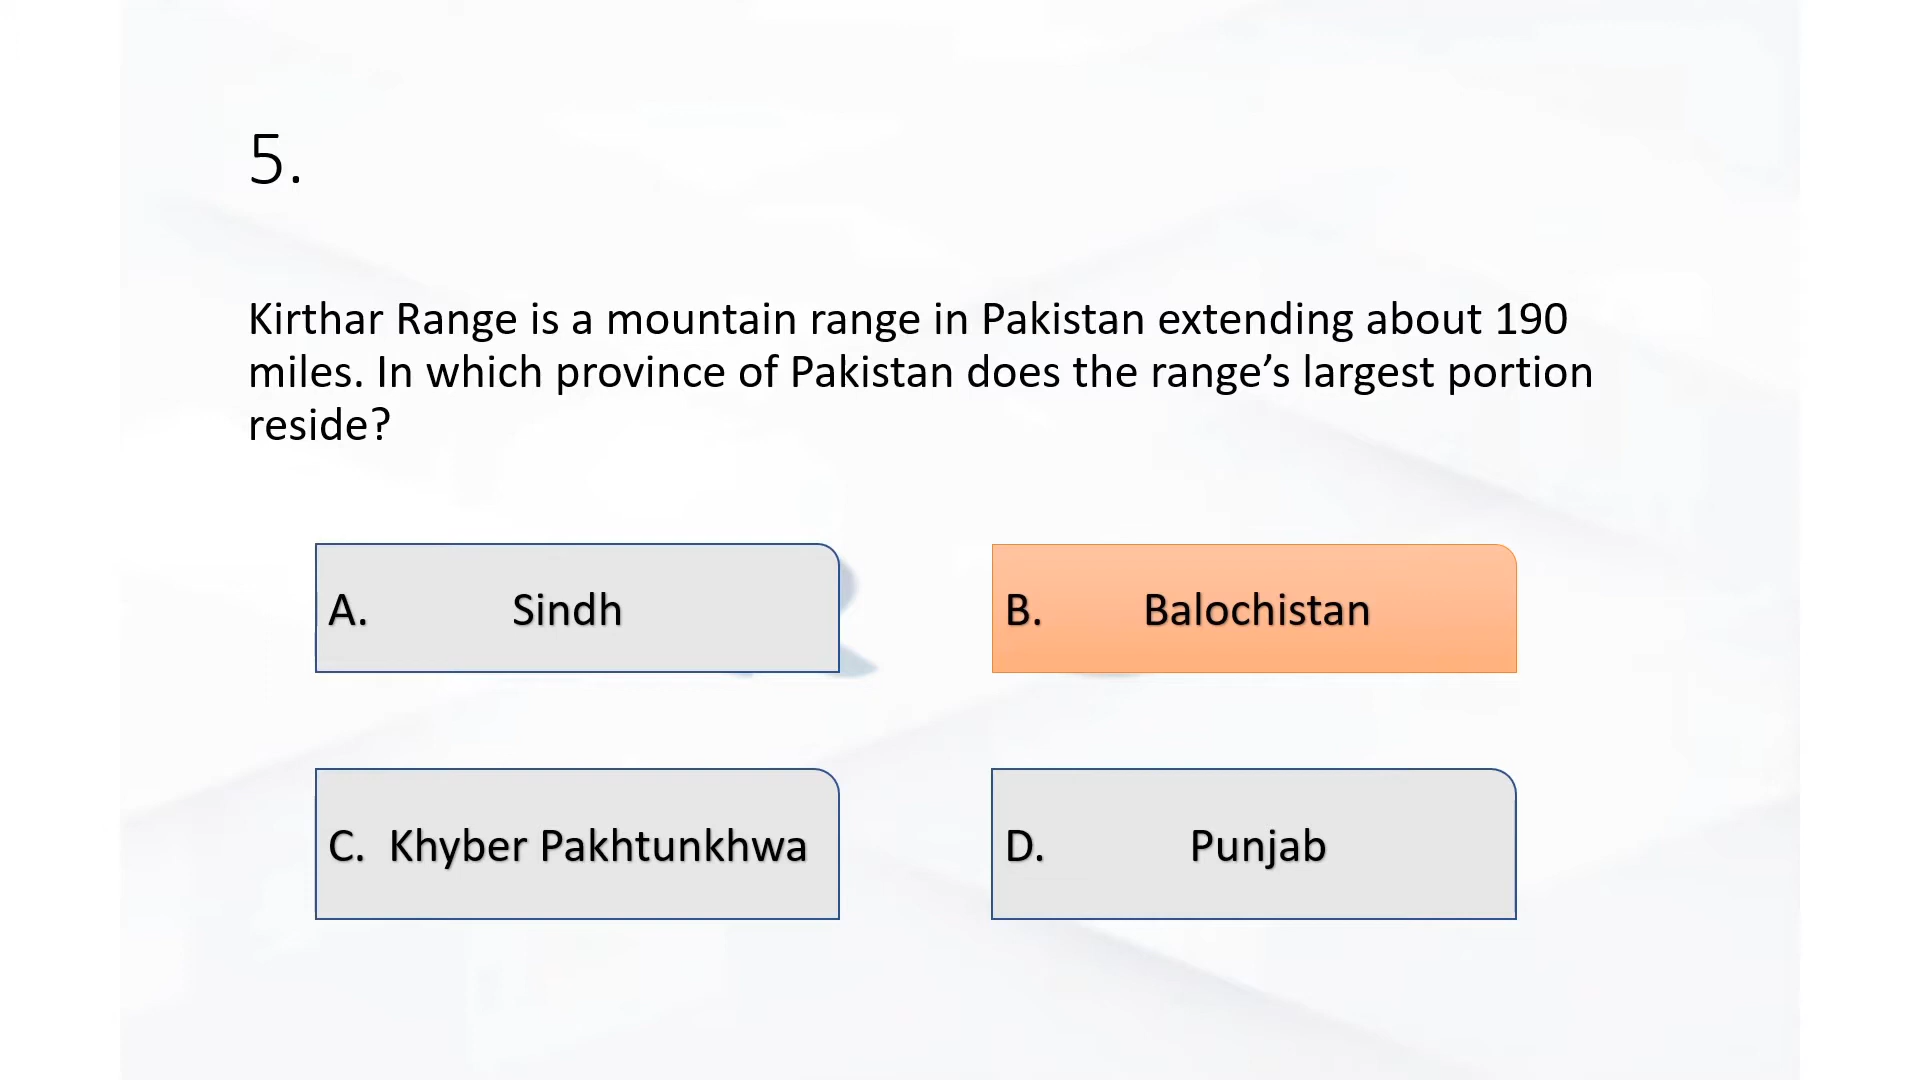 5.
Kirthar Range is a mountain range in Pakistan extending about 190
miles. In which province of Pakistan does the range’s largest portion
reside?
A. Sindh
B. Balochistan
C. Khyber Pakhtunkhwa
D. Punjab